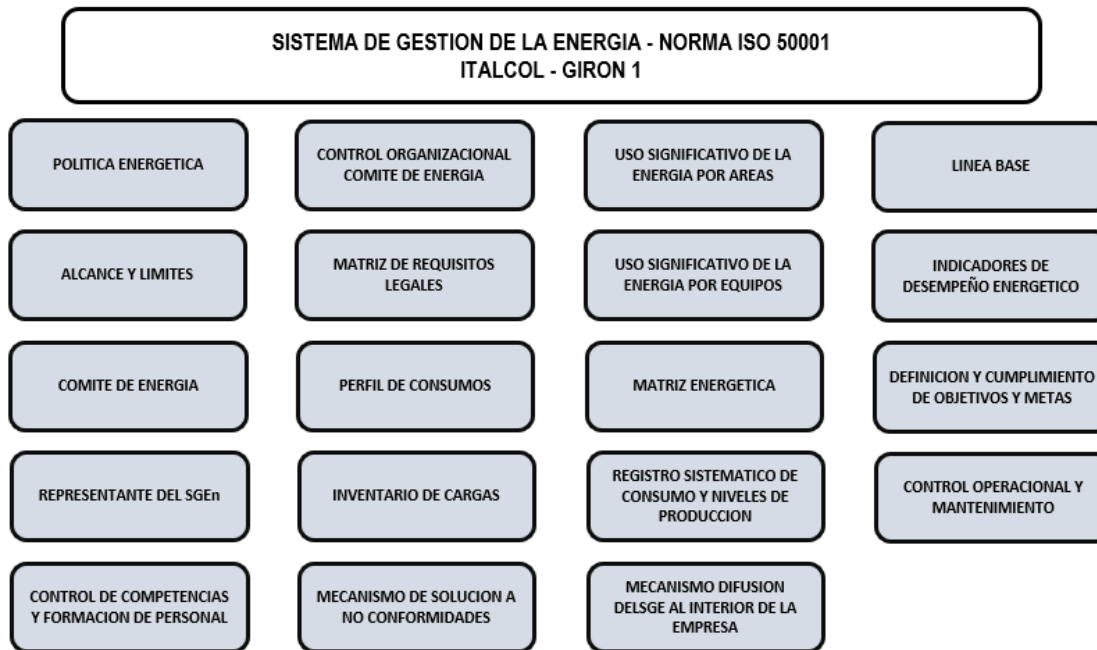 SISTEMA DE GESTION DE LA ENERGIA - NORMA ISO 50001
ITALCOL - GIRON 1
POLITICA ENERGETICA
CONTROL ORGANIZACIONAL
COMITE DE ENERGIA
USO SIGNIFICATIVO DE LA
ENERGIA POR AREAS
LINEA BASE
ALCANCE Y LIMITES
MATRIZ DE REQUISITOS
LEGALES
USO SIGNIFICATIVO DE LA
ENERGIA POR EQUIPOS
INDICADORES DE
DESEMPEÑO ENERGETICO
COMITE DE ENERGIA
PERFIL DE CONSUMOS
MATRIZ ENERGETICA
DEFINICION Y CUMPLIMIENTO
DE OBJETIVOS Y METAS
REPRESENTANTE DEL SGEn
INVENTARIO DE CARGAS
REGISTRO SISTEMATICO DE
CONSUMO Y NIVELES DE
PRODUCCION
CONTROL OPERACIONAL Y
MANTENIMIENTO
CONTROL DE COMPETENCIAS
Y FORMACION DE PERSONAL
MECANISMO DE SOLUCION A
NO CONFORMIDADES
MECANISMO DIFUSION
DELSGE AL INTERIOR DE LA
EMPRESA